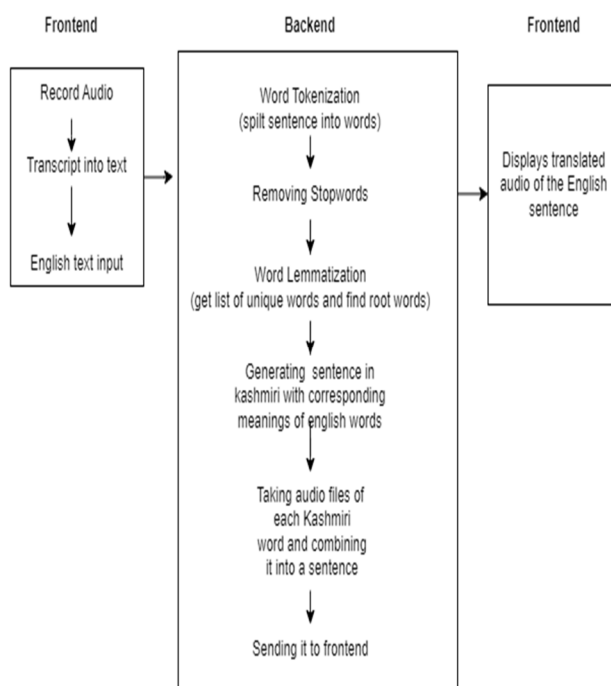 Frontend
Backend
Frontend
Record Audio
Transcript into text
English text input
Word Tokenization
(spilt sentence into words)
Removing Stopwords
Word Lemmatization
(get list of unique words and find root words)
Generating sentence in
kashmiri with corresponding
meanings of english words
Taking audio files of
each Kashmiri
word and combining
it into a sentence
Sending it to frontend
Displays translated
audio of the English
sentence